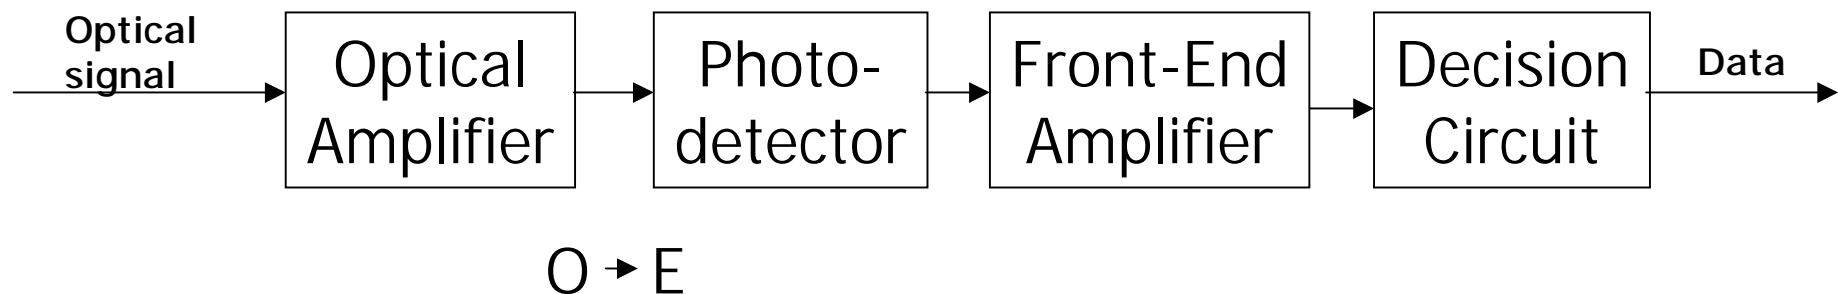 Optical
signal
Optical
Amplifier
Photo-
detector
Front-End
Amplifier
Decision
Circuit
Data
O → E